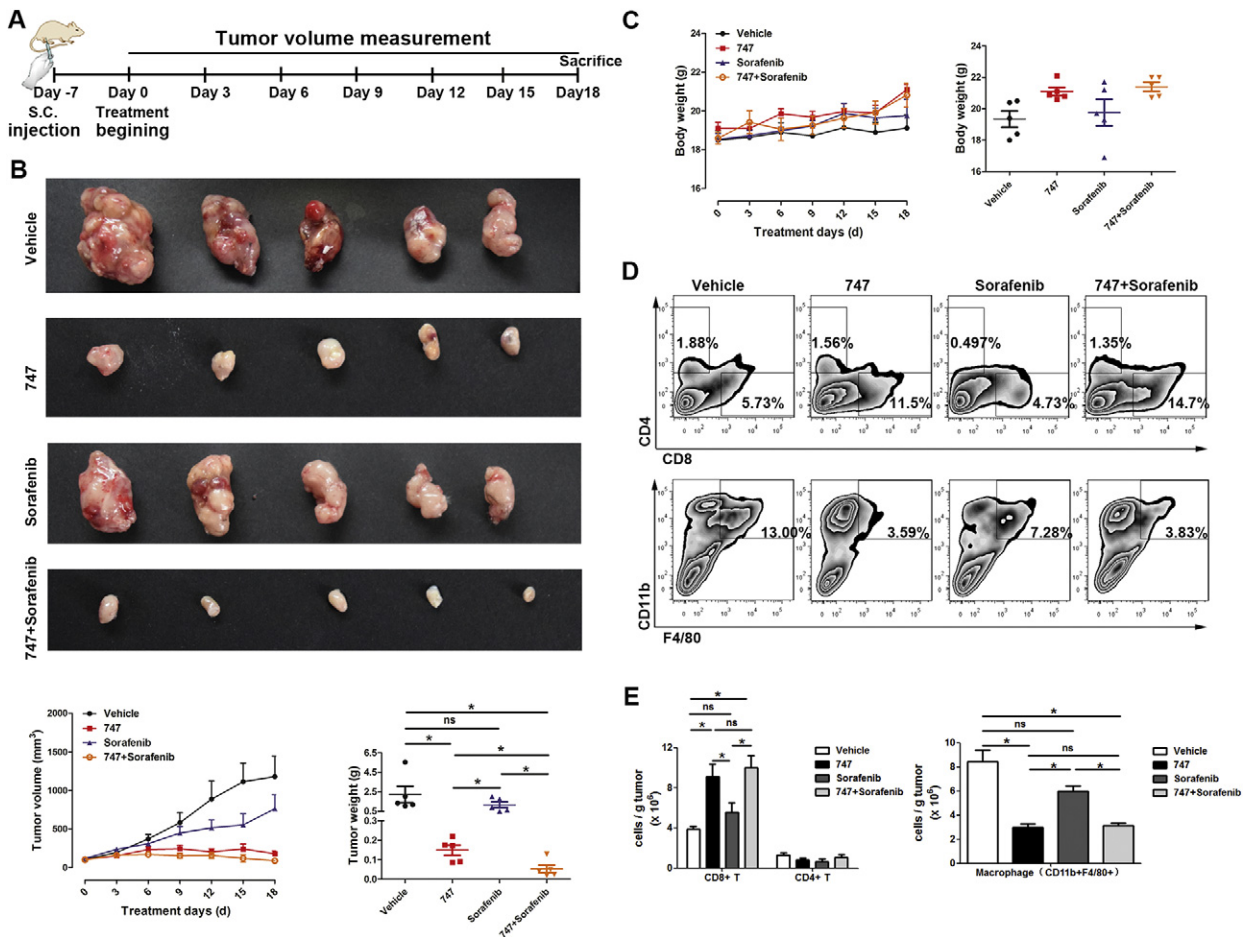 A
Tumor volume measurement
Sacrifice
Day -7 Day 0 Day 3 Day 6 Day 9 Day 12 Day 15 Day18
S.C. injection
Treatment begining
B
Vehicle
747
Sorafenib
747+Sorafenib
Tumor volume (mm3)
2000
1500
1000
500
0
Vehicle
747
Sorafenib
747+Sorafenib
0 3 6 9 12 15 18
Treatment days (d)
Tumor weight (g)
6.5
4.5
2.5
0.5
0.2
0.1
0.0
* ns * * * *
Vehicle 747 Sorafenib 747+Sorafenib
C
Body weight (g)
24
22
20
18
16
Vehicle
747
Sorafenib
747+Sorafenib
0 3 6 9 12 15 18
Treatment days (d)
Body weight (g)
24
22
20
18
16
Vehicle 747 Sorafenib 747+Sorafenib
D
Vehicle 747 Sorafenib 747+Sorafenib
1.88% 1.56% 0.497% 1.35%
5.73% 11.5% 4.73% 14.7%
CD4
CD8
13.00% 3.59% 7.28% 3.83%
CD11b
F4/80
E
cells / g tumor
(x 106)
12
8
4
0
*
ns
* ns
* *
Vehicle
747
Sorafenib
747+Sorafenib
CD8+ T CD4+ T
cells / g tumor
(x 106)
10
8
6
4
2
0
*
ns
* ns
* *
Vehicle
747
Sorafenib
747+Sorafenib
Macrophage (CD11b+F4/80+)